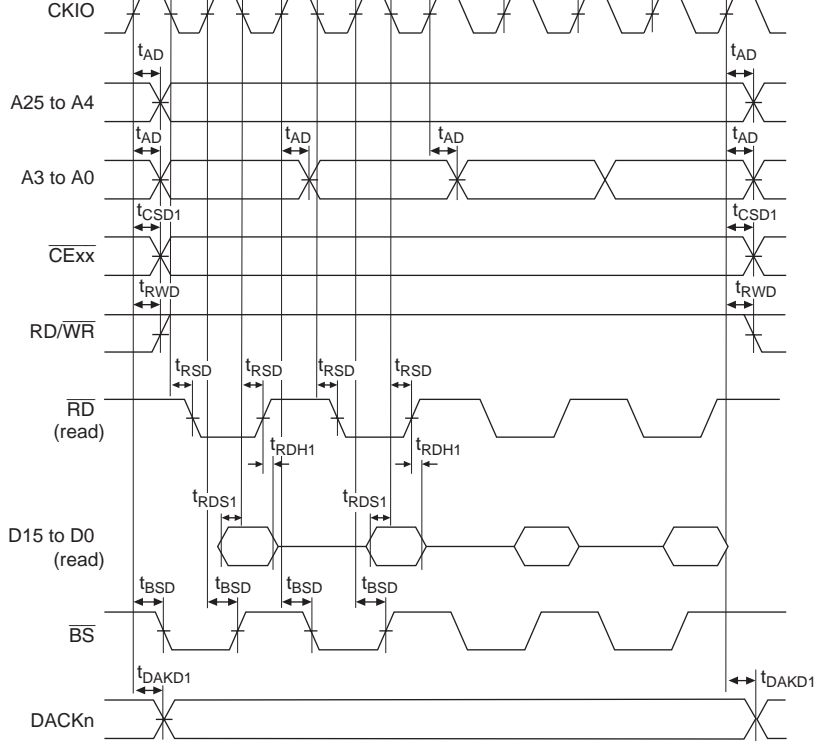 CKIO
tAD tAD
A25 to A4
tAD tAD tAD tAD
A3 to A0
tCSD1 tCSD1
CExx
tRWD tRWD
RD/WR
tRSD tRSD tRSD tRSD
RD
(read)
tRDH1 tRDH1
tRDS1 tRDS1
D15 to D0
(read)
tBSD tBSD tBSD tBSD
BS
tDAKD1 tDAKD1
DACKn